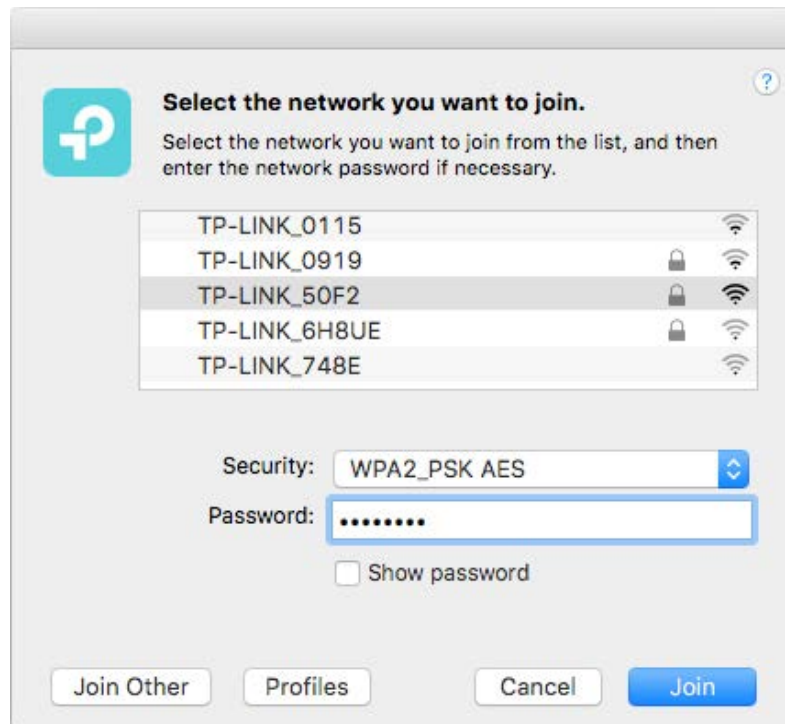 ?
Select the network you want to join.
Select the network you want to join from the list, and then
enter the network password if necessary.
TP-LINK_0115
TP-LINK_0919
TP-LINK_50F2
TP-LINK_6H8UE
TP-LINK_748E
Security: WPA2_PSK AES
Password: ••••••••
Show password
Join Other Profiles Cancel Join